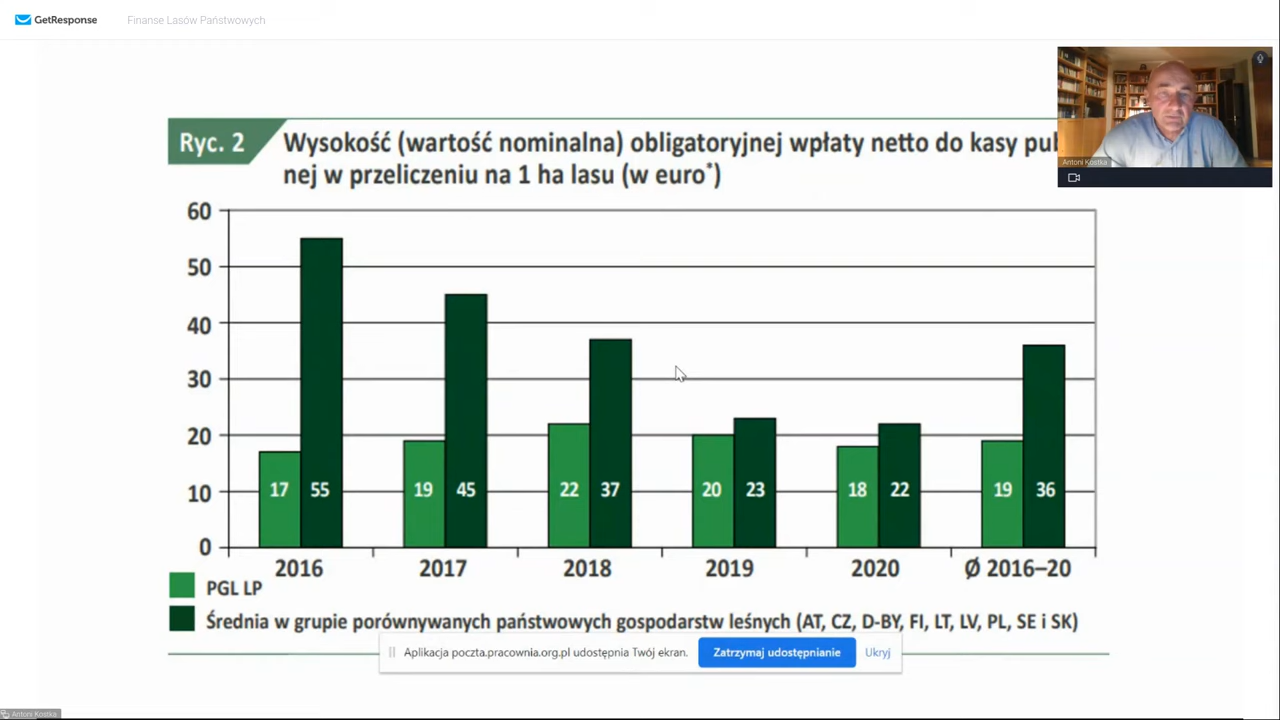 GetResponse
Finanse Lasów Państwowych
Ryc. 2
Wysokość (wartość nominalna) obligatoryjnej wpłaty netto do kasy pu
nej w przeliczeniu na 1 ha lasu (w euro*)
Antoni Kostka
60
50
40
30
20
10
0
17 55 19 45 22 37 20 23 18 22 19 36
2016 2017 2018 2019 2020 Ø 2016–20
PGL LP
Średnia w grupie porównywanych państwowych gospodarstw leśnych (AT, CZ, D-BY, FI, LT, LV, PL, SE i SK)
Aplikacja poczta.pracownia.org.pl udostępnia Twój ekran. Zatrzymaj udostępnianie Ukryj
Antoni Kostka